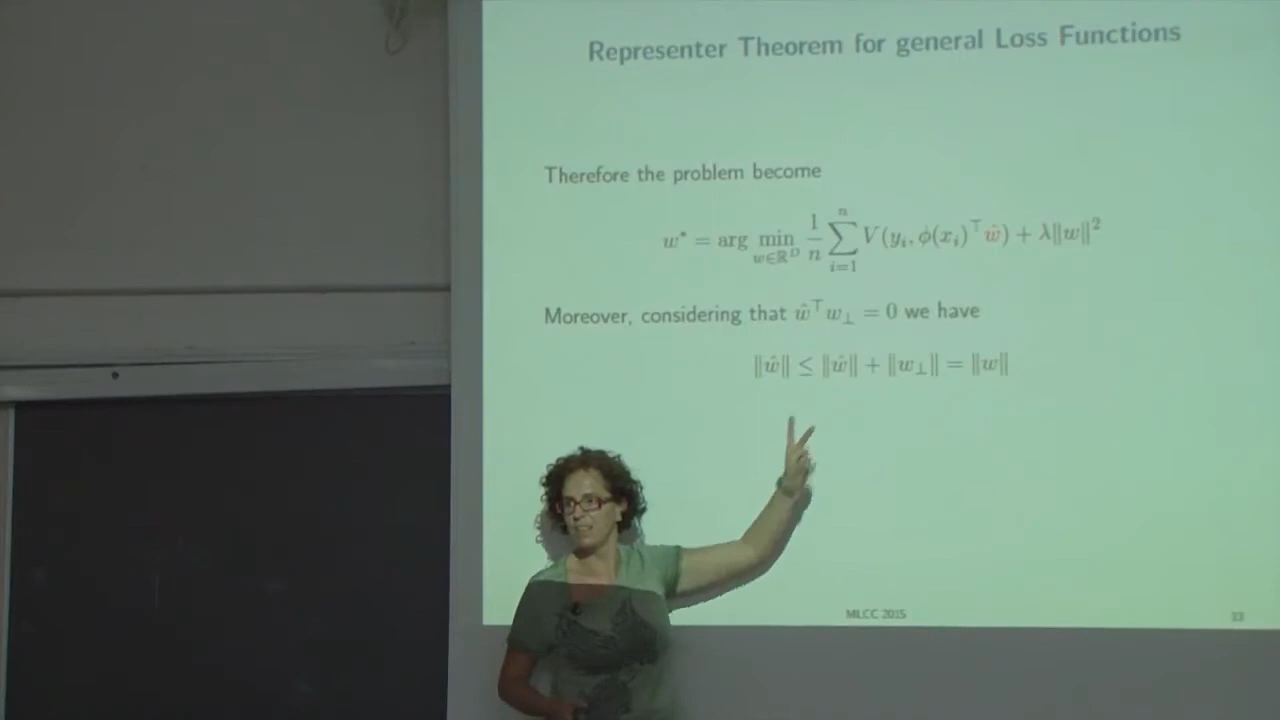 Representer Theorem for general Loss Functions
Therefore the problem become
w* = arg min_{w∈ℝ^D} 1/n ∑_{i=1}^{n} V(y_i, φ(x_i)^⊤ŵ) + λ‖w‖²
Moreover, considering that ŵ^⊤w_⊥ = 0 we have
‖ŵ‖ ≤ ‖ŵ‖ + ‖w_⊥‖ = ‖w‖
MLCC 2015